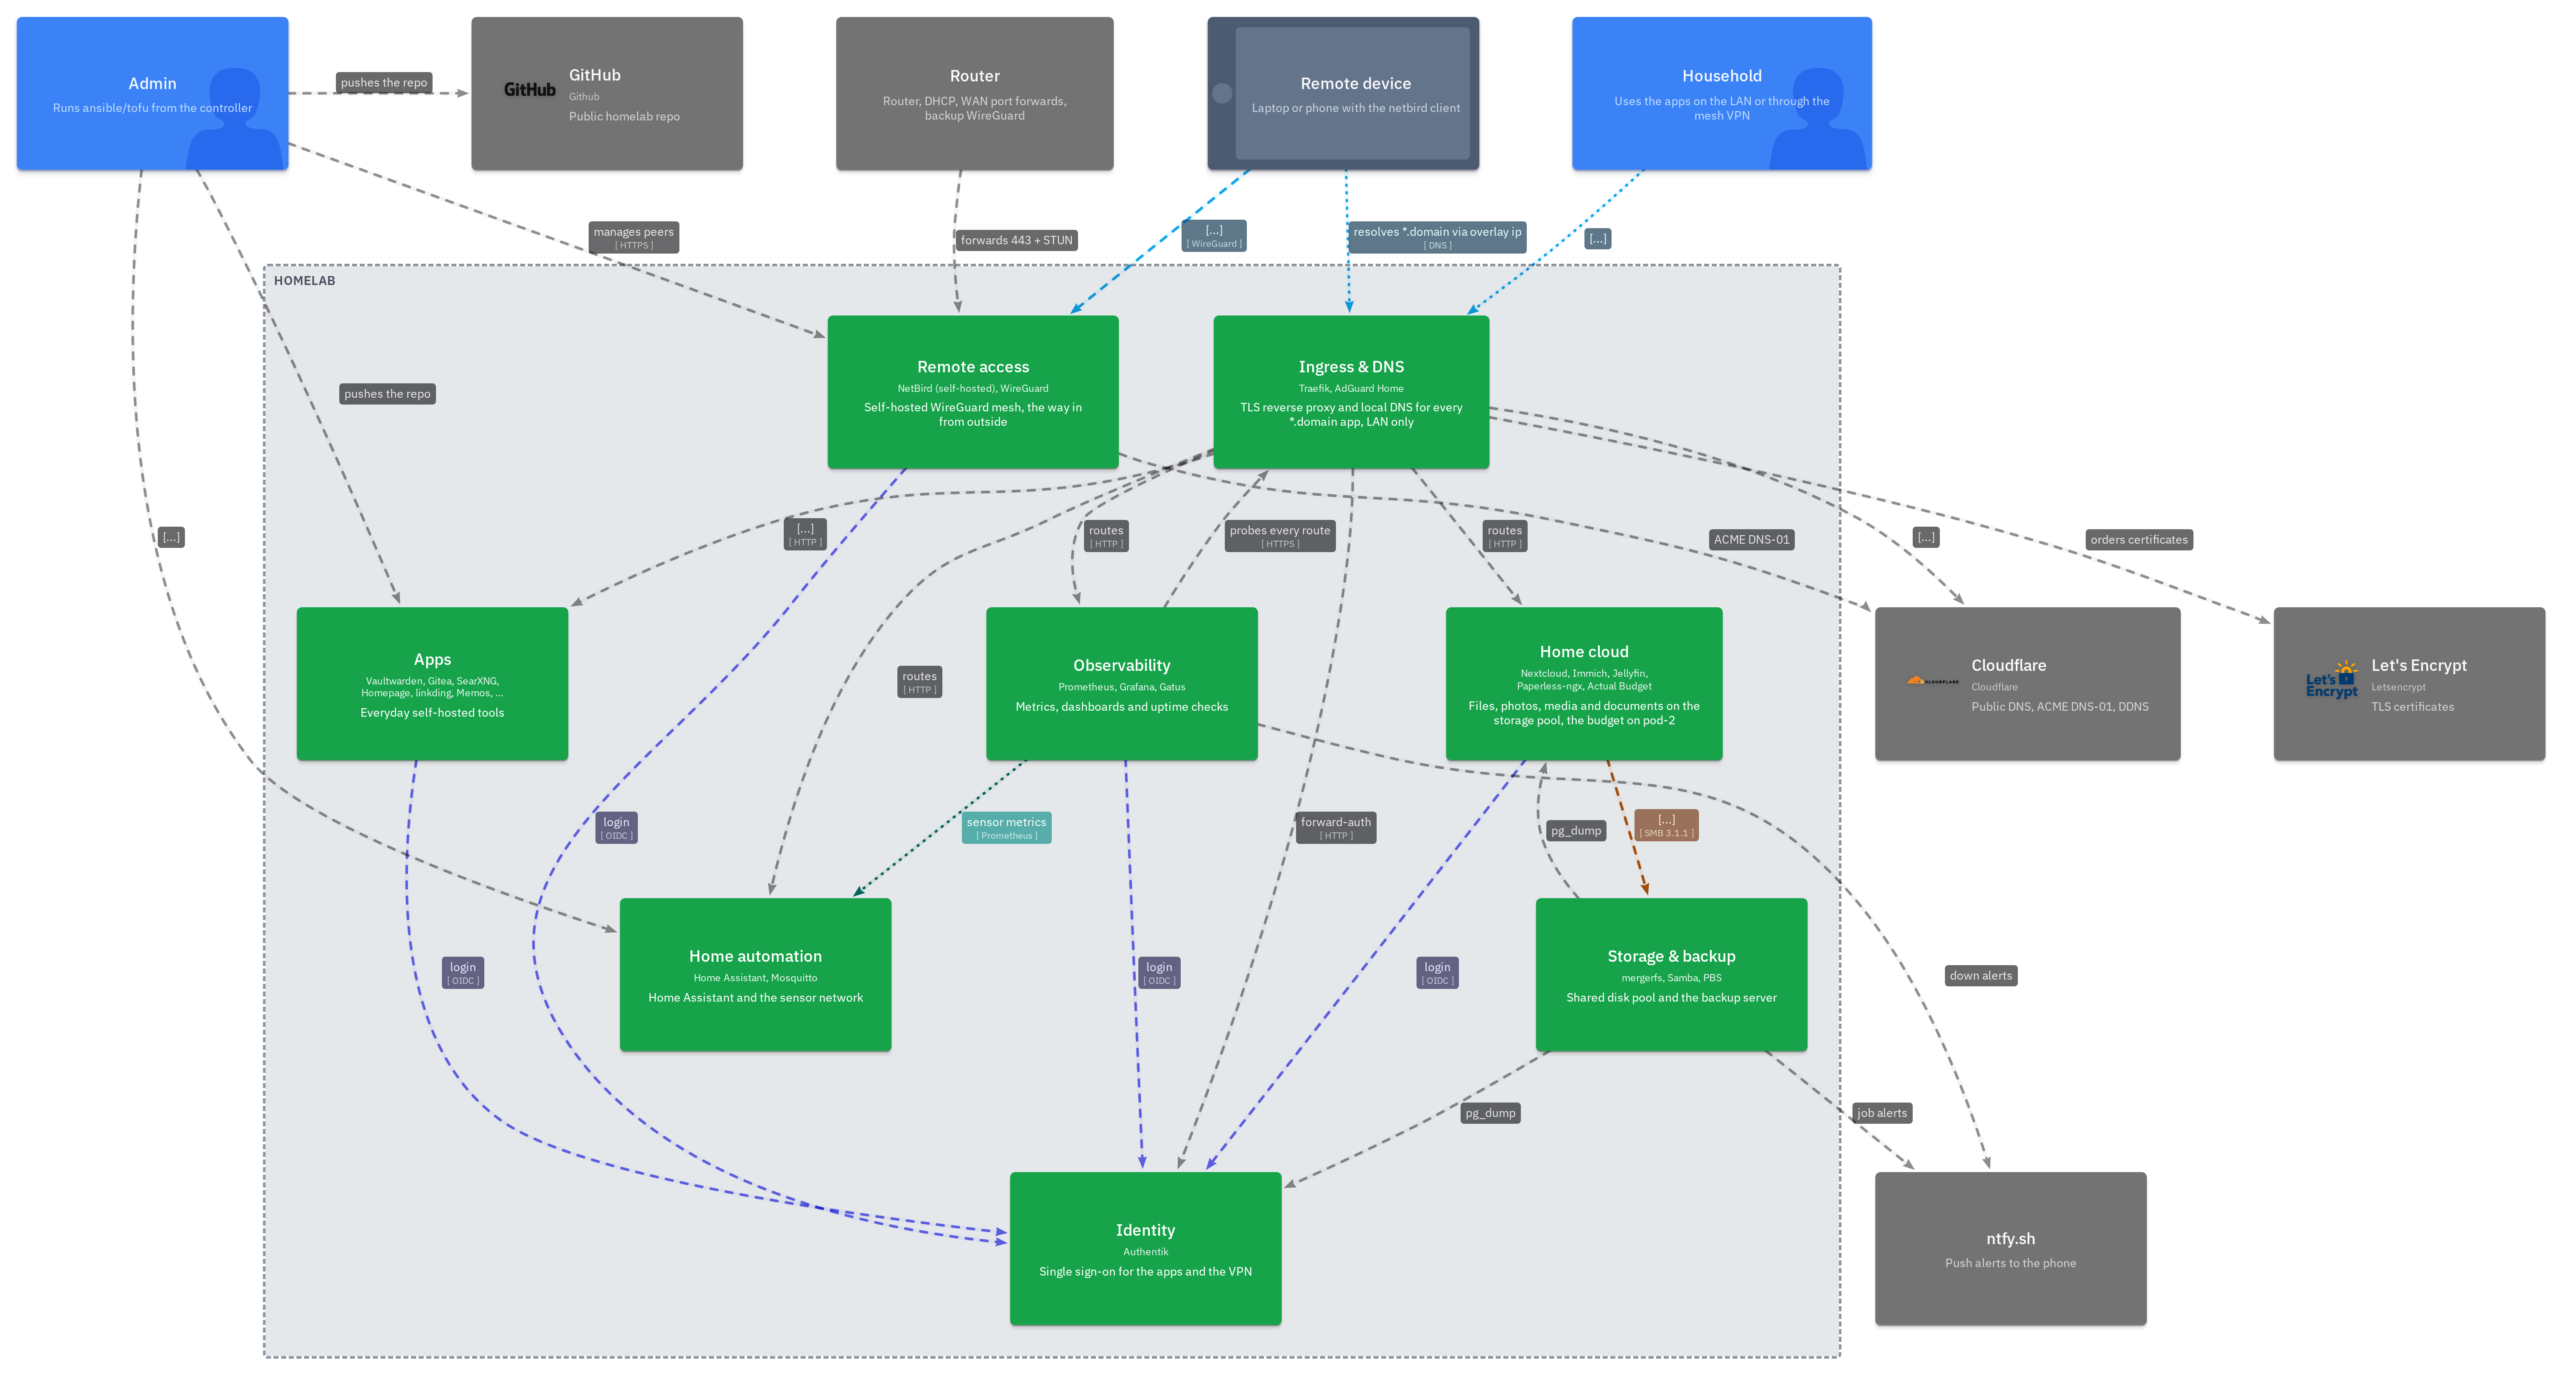 Admin
Runs ansible/tofu from the controller
pushes the repo
GitHub
GitHub
Github
Public homelab repo
Router
Router, DHCP, WAN port forwards,
backup WireGuard
Remote device
Laptop or phone with the netbird client
Household
Uses the apps on the LAN or through the
mesh VPN
manages peers
[ HTTPS ]
forwards 443 + STUN
[...]
[ WireGuard ]
resolves *.domain via overlay ip
[ DNS ]
[...]
HOMELAB
Remote access
NetBird (self-hosted), WireGuard
Self-hosted WireGuard mesh, the way in
from outside
Ingress & DNS
Traefik, AdGuard Home
TLS reverse proxy and local DNS for every
*.domain app, LAN only
pushes the repo
[...]
[...]
[ HTTP ]
routes
[ HTTP ]
probes every route
[ HTTPS ]
routes
[ HTTP ]
ACME DNS-01
[...]
orders certificates
Apps
Vaultwarden, Gitea, SearXNG,
Homepage, linkding, Memos, ...
Everyday self-hosted tools
routes
[ HTTP ]
Observability
Prometheus, Grafana, Gatus
Metrics, dashboards and uptime checks
Home cloud
Nextcloud, Immich, Jellyfin,
Paperless-ngx, Actual Budget
Files, photos, media and documents on the
storage pool, the budget on pod-2
CLOUDFLARE
Cloudflare
Cloudflare
Public DNS, ACME DNS-01, DDNS
Let's
Encrypt
Let's Encrypt
Letsencrypt
TLS certificates
login
[ OIDC ]
sensor metrics
[ Prometheus ]
forward-auth
[ HTTP ]
pg_dump
[...]
[ SMB 3.1.1 ]
login
[ OIDC ]
Home automation
Home Assistant, Mosquitto
Home Assistant and the sensor network
login
[ OIDC ]
login
[ OIDC ]
Storage & backup
mergerfs, Samba, PBS
Shared disk pool and the backup server
down alerts
pg_dump
job alerts
Identity
Authentik
Single sign-on for the apps and the VPN
ntfy.sh
Push alerts to the phone